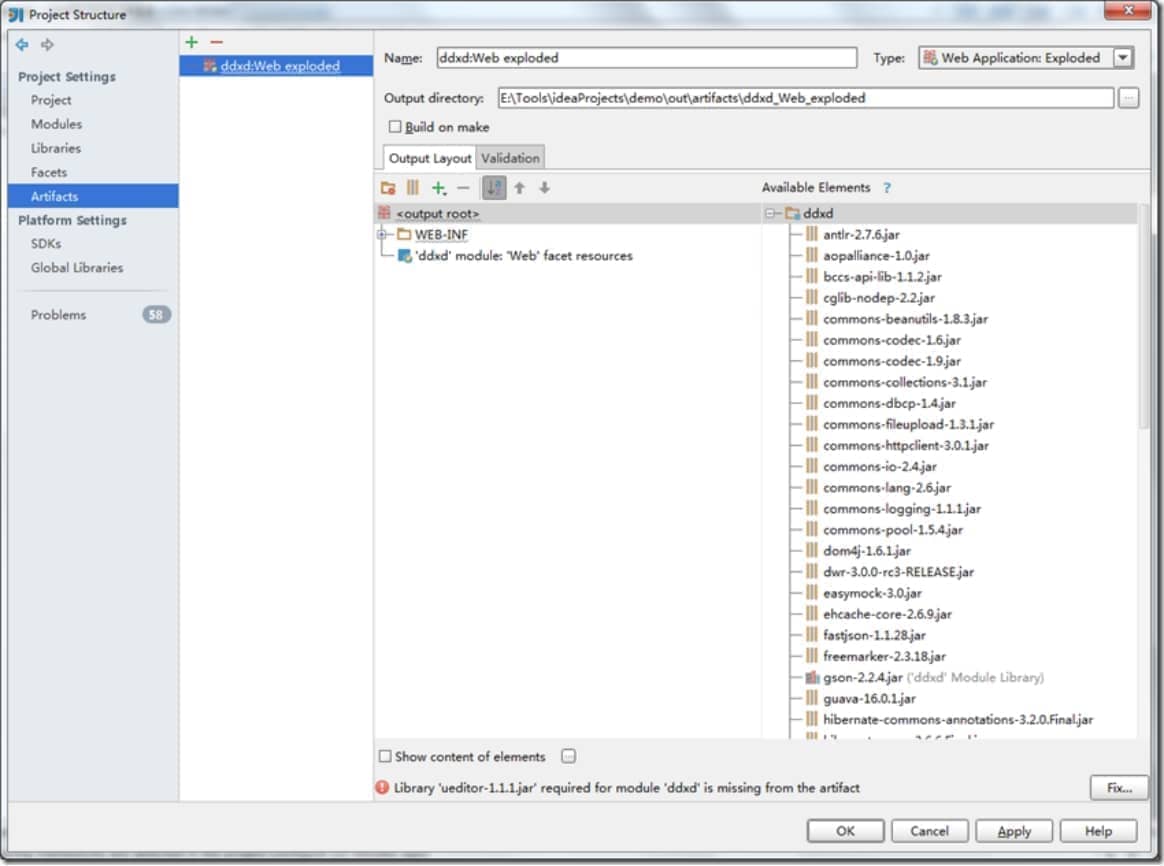 Project Structure
Project Settings
Project
Modules
Libraries
Facets
Artifacts
Platform Settings
SDKs
Global Libraries
Problems
58
ddxd:Web exploded
Name: ddxd:Web exploded
Type: Web Application: Exploded
Output directory: E:\Tools\ideaProjects\demo\out\artifacts\ddxd_Web_exploded
Build on make
Output Layout
Validation
Available Elements ?
<output root>
WEB-INF
'ddxd' module: 'Web' facet resources
ddxd
antlr-2.7.6.jar
aopalliance-1.0.jar
bccs-api-lib-1.1.2.jar
cglib-nodep-2.2.jar
commons-beanutils-1.8.3.jar
commons-codec-1.6.jar
commons-codec-1.9.jar
commons-collections-3.1.jar
commons-dbcp-1.4.jar
commons-fileupload-1.3.1.jar
commons-httpclient-3.0.1.jar
commons-io-2.4.jar
commons-lang-2.6.jar
commons-logging-1.1.1.jar
commons-pool-1.5.4.jar
dom4j-1.6.1.jar
dwr-3.0.0-rc3-RELEASE.jar
easymock-3.0.jar
ehcache-core-2.6.9.jar
fastjson-1.1.28.jar
freemarker-2.3.18.jar
gson-2.2.4.jar ('ddxd' Module Library)
guava-16.0.1.jar
hibernate-commons-annotations-3.2.0.Final.jar
Show content of elements
Library 'ueditor-1.1.1.jar' required for module 'ddxd' is missing from the artifact
Fix...
OK
Cancel
Apply
Help